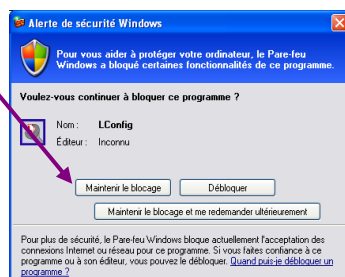 Alerte de sécurité Windows
Pour vous aider à protéger votre ordinateur, le Pare-feu
Windows a bloqué certaines fonctionnalités de ce programme.
Voulez-vous continuer à bloquer ce programme ?
Nom : LConfig
Éditeur : Inconnu
Maintenir le blocage Débloquer
Maintenir le blocage et me redemander ultérieurement
Pour plus de sécurité, le Pare-feu Windows bloque actuellement l'acceptation des
connexions Internet ou réseau pour ce programme. Si vous faites confiance à ce
programme ou à son éditeur, vous pouvez le débloquer. Quand puis-je débloquer un
programme ?